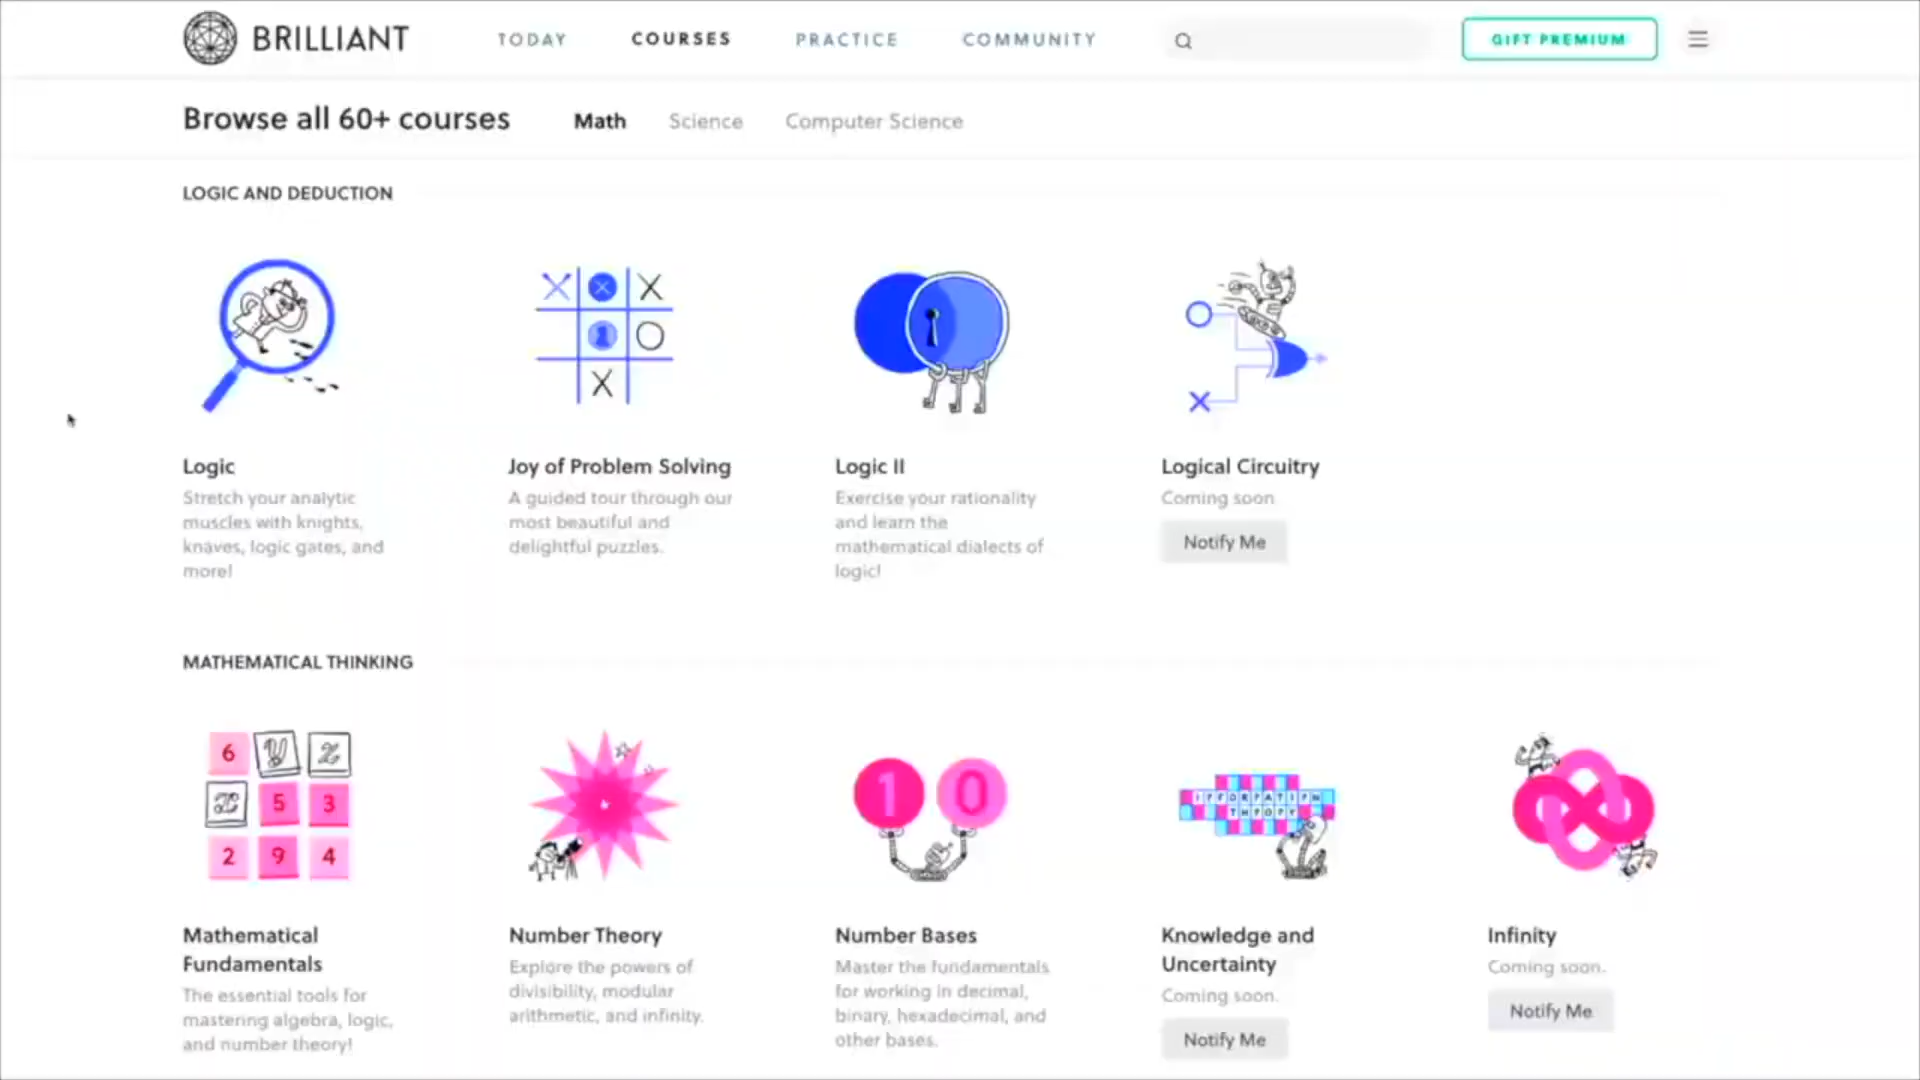 BRILLIANT
TODAY
COURSES
PRACTICE
COMMUNITY
GIFT PREMIUM
Browse all 60+ courses
Math
Science
Computer Science
LOGIC AND DEDUCTION
Logic
Stretch your analytic
muscles with knights,
knaves, logic gates, and
more!
Joy of Problem Solving
A guided tour through our
most beautiful and
delightful puzzles.
Logic II
Exercise your rationality
and learn the
mathematical dialects of
logic!
Logical Circuitry
Coming soon.
Notify Me
MATHEMATICAL THINKING
6 y z
x 5 3
2 9 4
1 0
Mathematical
Fundamentals
The essential tools for
mastering algebra, logic,
and number theory!
Number Theory
Explore the powers of
divisibility, modular
arithmetic, and infinity.
Number Bases
Master the fundamentals
for working in decimal,
binary, hexadecimal, and
other bases.
Knowledge and
Uncertainty
Coming soon.
Notify Me
Infinity
Coming soon.
Notify Me